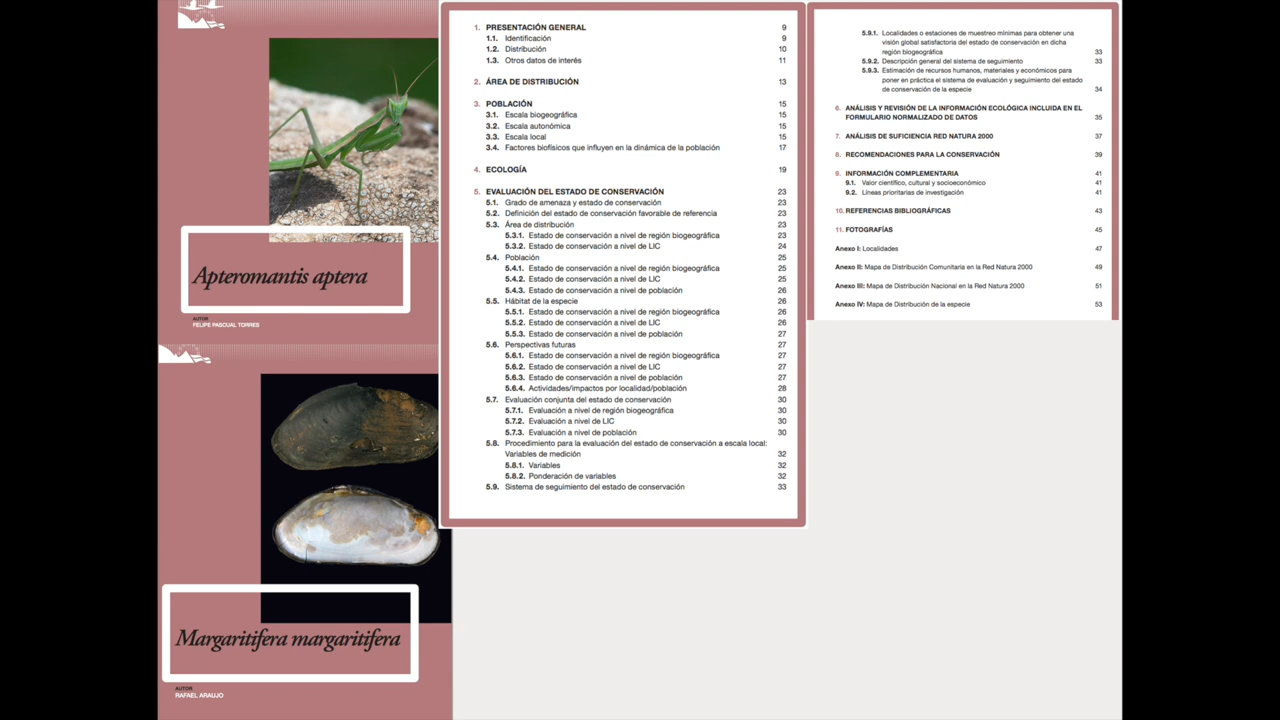 Apteromantis aptera
AUTOR
FELIPE PASCUAL TORRES
Margaritifera margaritifera
AUTOR
RAFAEL ARAUJO
1. PRESENTACIÓN GENERAL 9
1.1. Identificación 9
1.2. Distribución 10
1.3. Otros datos de interés 11
2. ÁREA DE DISTRIBUCIÓN 13
3. POBLACIÓN 15
3.1. Escala biogeográfica 15
3.2. Escala autonómica 15
3.3. Escala local 15
3.4. Factores biofísicos que influyen en la dinámica de la población 17
4. ECOLOGÍA 19
5. EVALUACIÓN DEL ESTADO DE CONSERVACIÓN 23
5.1. Grado de amenaza y estado de conservación 23
5.2. Definición del estado de conservación favorable de referencia 23
5.3. Área de distribución 23
5.3.1. Estado de conservación a nivel de región biogeográfica 23
5.3.2. Estado de conservación a nivel de LIC 24
5.4. Población 25
5.4.1. Estado de conservación a nivel de región biogeográfica 25
5.4.2. Estado de conservación a nivel de LIC 25
5.4.3. Estado de conservación a nivel de población 26
5.5. Hábitat de la especie 26
5.5.1. Estado de conservación a nivel de región biogeográfica 26
5.5.2. Estado de conservación a nivel de LIC 26
5.5.3. Estado de conservación a nivel de población 27
5.6. Perspectivas futuras 27
5.6.1. Estado de conservación a nivel de región biogeográfica 27
5.6.2. Estado de conservación a nivel de LIC 27
5.6.3. Estado de conservación a nivel de población 27
5.6.4. Actividades/impactos por localidad/población 28
5.7. Evaluación conjunta del estado de conservación 30
5.7.1. Evaluación a nivel de región biogeográfica 30
5.7.2. Evaluación a nivel de LIC 30
5.7.3. Evaluación a nivel de población 30
5.8. Procedimiento para la evaluación del estado de conservación a escala local:
Variables de medición 32
5.8.1. Variables 32
5.8.2. Ponderación de variables 32
5.9. Sistema de seguimiento del estado de conservación 33
5.9.1. Localidades o estaciones de muestreo mínimas para obtener una
visión global satisfactoria del estado de conservación en dicha
región biogeográfica 33
5.9.2. Descripción general del sistema de seguimiento 33
5.9.3. Estimación de recursos humanos, materiales y económicos para
poner en práctica el sistema de evaluación y seguimiento del estado
de conservación de la especie 34
6. ANÁLISIS Y REVISIÓN DE LA INFORMACIÓN ECOLÓGICA INCLUIDA EN EL
FORMULARIO NORMALIZADO DE DATOS 35
7. ANÁLISIS DE SUFICIENCIA RED NATURA 2000 37
8. RECOMENDACIONES PARA LA CONSERVACIÓN 39
9. INFORMACIÓN COMPLEMENTARIA 41
9.1. Valor científico, cultural y socioeconómico 41
9.2. Líneas prioritarias de investigación 41
10. REFERENCIAS BIBLIOGRÁFICAS 43
11. FOTOGRAFÍAS 45
Anexo I: Localidades 47
Anexo II: Mapa de Distribución Comunitaria en la Red Natura 2000 49
Anexo III: Mapa de Distribución Nacional en la Red Natura 2000 51
Anexo IV: Mapa de Distribución de la especie 53